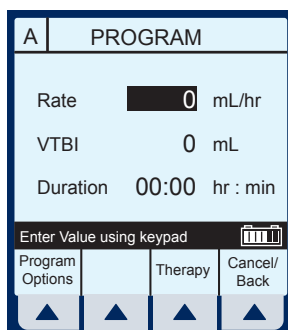 A PROGRAM
Rate 0 mL/hr
VTBI 0 mL
Duration 00:00 hr : min
Enter Value using keypad
Program Options Therapy Cancel/ Back